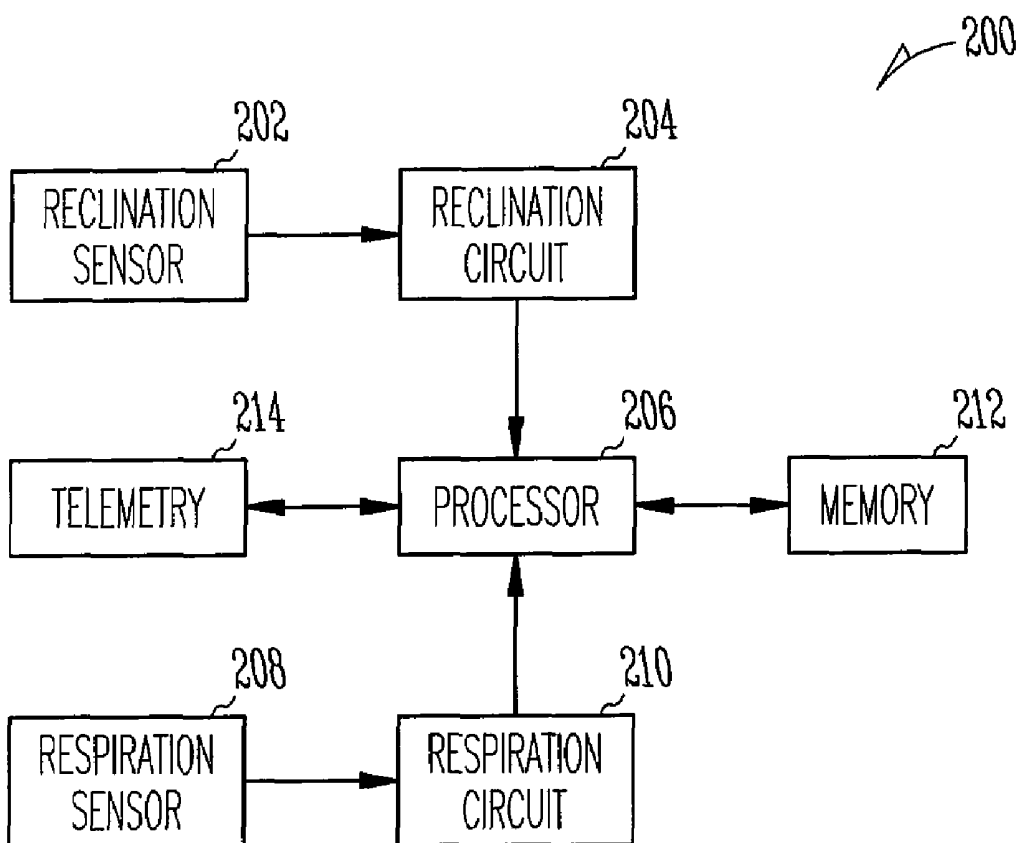 200
202
204
RECLINATION
SENSOR
RECLINATION
CIRCUIT
214
206
212
TELEMETRY
PROCESSOR
MEMORY
208
210
RESPIRATION
SENSOR
RESPIRATION
CIRCUIT